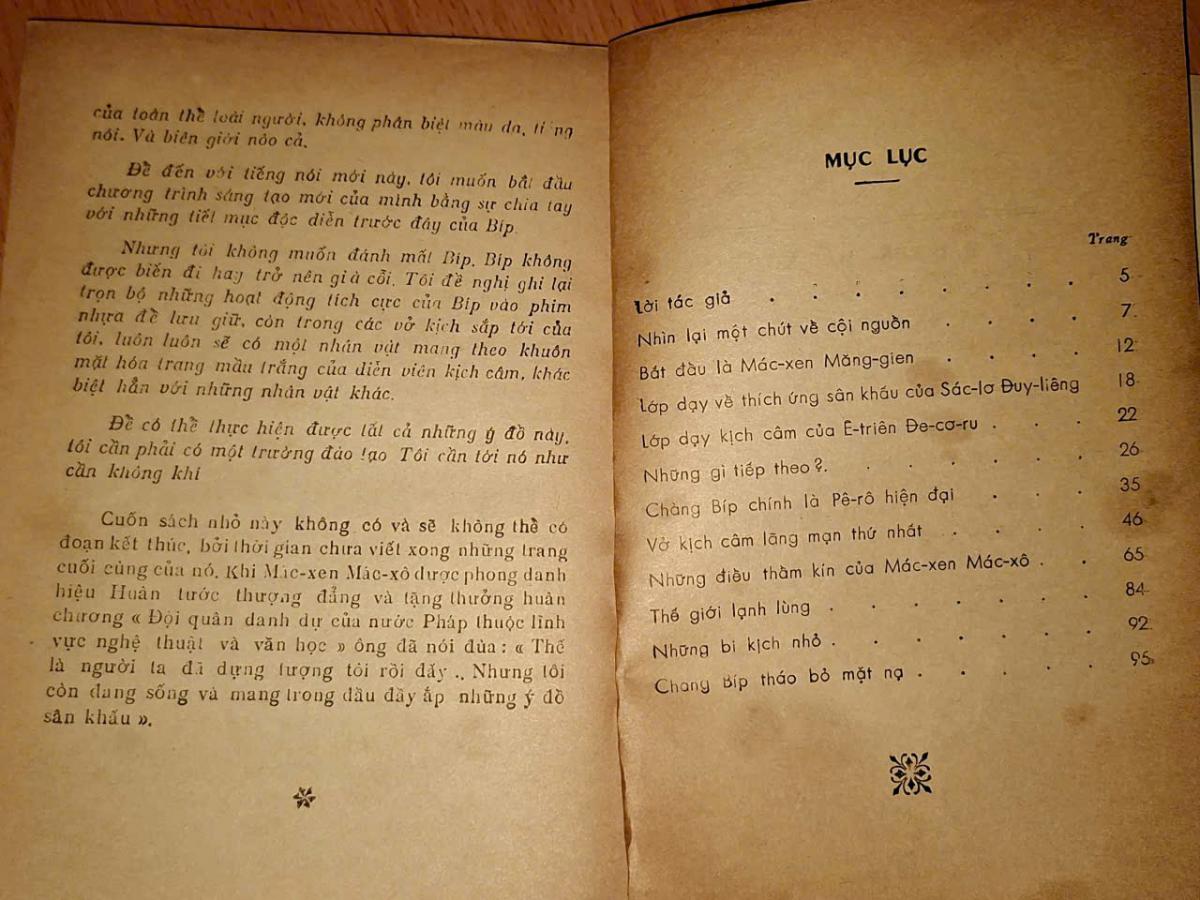 của toàn thể loài người, không phân biệt màu da, tiếng
nói. Và biên giới nào cả.
Để đến với tiếng nói mới này, tôi muốn bắt đầu
chương trình sáng tạo mới của mình bằng sự chia tay
với những tiết mục độc diễn trước đây của Bíp.
Nhưng tôi không muốn đánh mất Bíp. Bíp không
được biến đi hay trở nên già cỗi. Tôi đề nghị ghi lại
trọn bộ những hoạt động tích cực của Bíp vào phim
nhựa để lưu giữ, còn trong các vở kịch sắp tới của
tôi, luôn luôn sẽ có một nhân vật mang theo khuôn
mặt hóa trang mầu trắng của diễn viên kịch câm, khác
biệt hẳn với những nhân vật khác.
Để có thể thực hiện được tất cả những ý đồ này,
tôi cần phải có một trường đào tạo Tôi cần tới nó như
cần không khí
Cuốn sách nhỏ này không có và sẽ không thể có
đoạn kết thúc, bởi thời gian chưa viết xong những trang
cuối cùng của nó. Khi Mác-xen Mác-xô được phong danh
hiệu Huân tước thượng đẳng và tặng thưởng huân
chương « Đội quân danh dự của nước Pháp thuộc lĩnh
vực nghệ thuật và văn học » ông đã nói đùa : « Thế
là người ta đã dựng tượng tôi rồi đấy .. Nhưng tôi
còn đang sống và mang trong đầu đầy ắp những ý đồ
sân khấu ».
MỤC LỤC
Trang
Lời tác giả . . . . . . . . 5
Nhìn lại một chút về cội nguồn . . . . 7
Bắt đầu là Mác-xen Măng-gien . . . . 12
Lớp dạy về thích ứng sân khấu của Sác-lơ Đuy-liêng 18
Lớp dạy kịch câm của Ê-triên Đe-cơ-ru . . . . 22
Những gì tiếp theo ?. . . . . . . 26
Chàng Bíp chính là Pê-rô hiện đại . . . . 35
Vở kịch câm lãng mạn thứ nhất . . . . 46
Những điều thầm kín của Mác-xen Mác-xô . . . 65
Thế giới lạnh lùng . . . . . . . 84
Những bi kịch nhỏ . . . . . . . 92
Chàng Bíp tháo bỏ mặt nạ . . . . 95